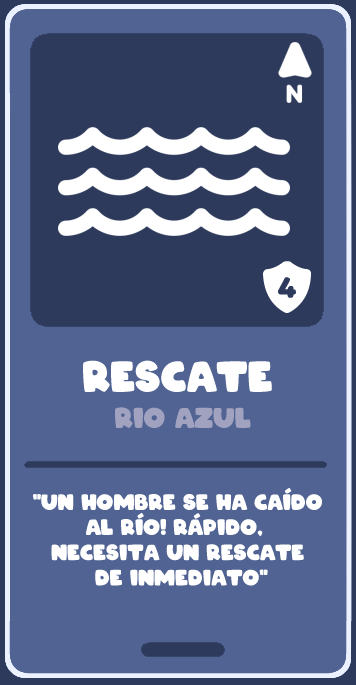 N
4
RESCATE
RIO AZUL
"UN HOMBRE SE HA CAÍDO
AL RÍO! RÁPIDO,
NECESITA UN RESCATE
DE INMEDIATO"